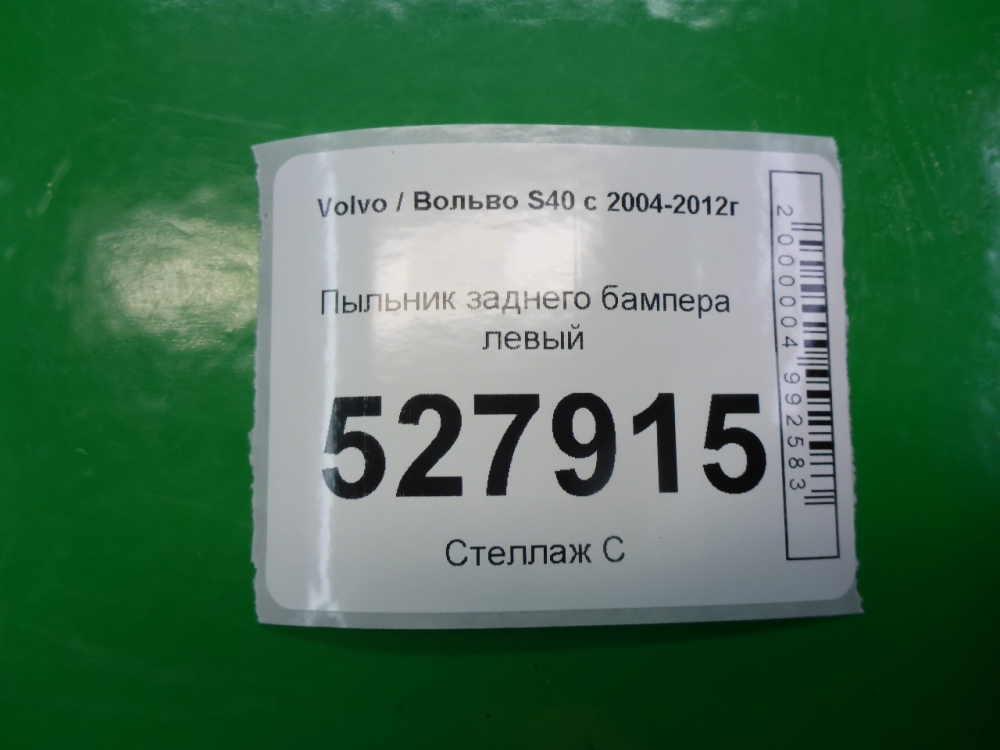 Volvo / Вольво S40 с 2004-2012г
Пыльник заднего бампера
левый
527915
Стеллаж С
2000004992583